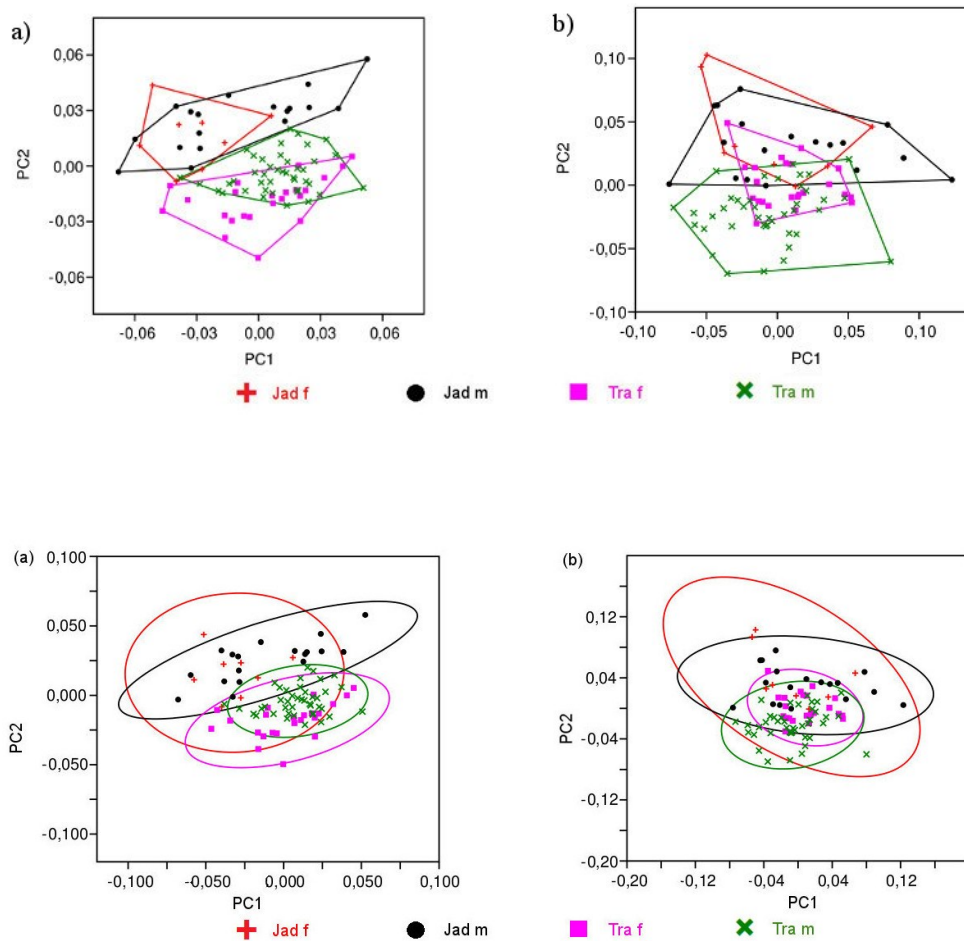 a)
0,06
0,03
0,00
-0,03
-0,06
PC2
-0,06 -0,03 0,00 0,03 0,06
PC1
b)
0,10
0,05
0,00
-0,05
-0,10
PC2
-0,10 -0,05 0,00 0,05 0,10
PC1
Jad f Jad m Tra f Tra m
(a)
0,100
0,050
0,000
-0,050
-0,100
PC2
-0,100 -0,050 0,000 0,050 0,100
PC1
(b)
0,12
0,04
-0,04
-0,12
-0,20
PC2
-0,20 -0,12 -0,04 0,04 0,12
PC1
Jad f Jad m Tra f Tra m